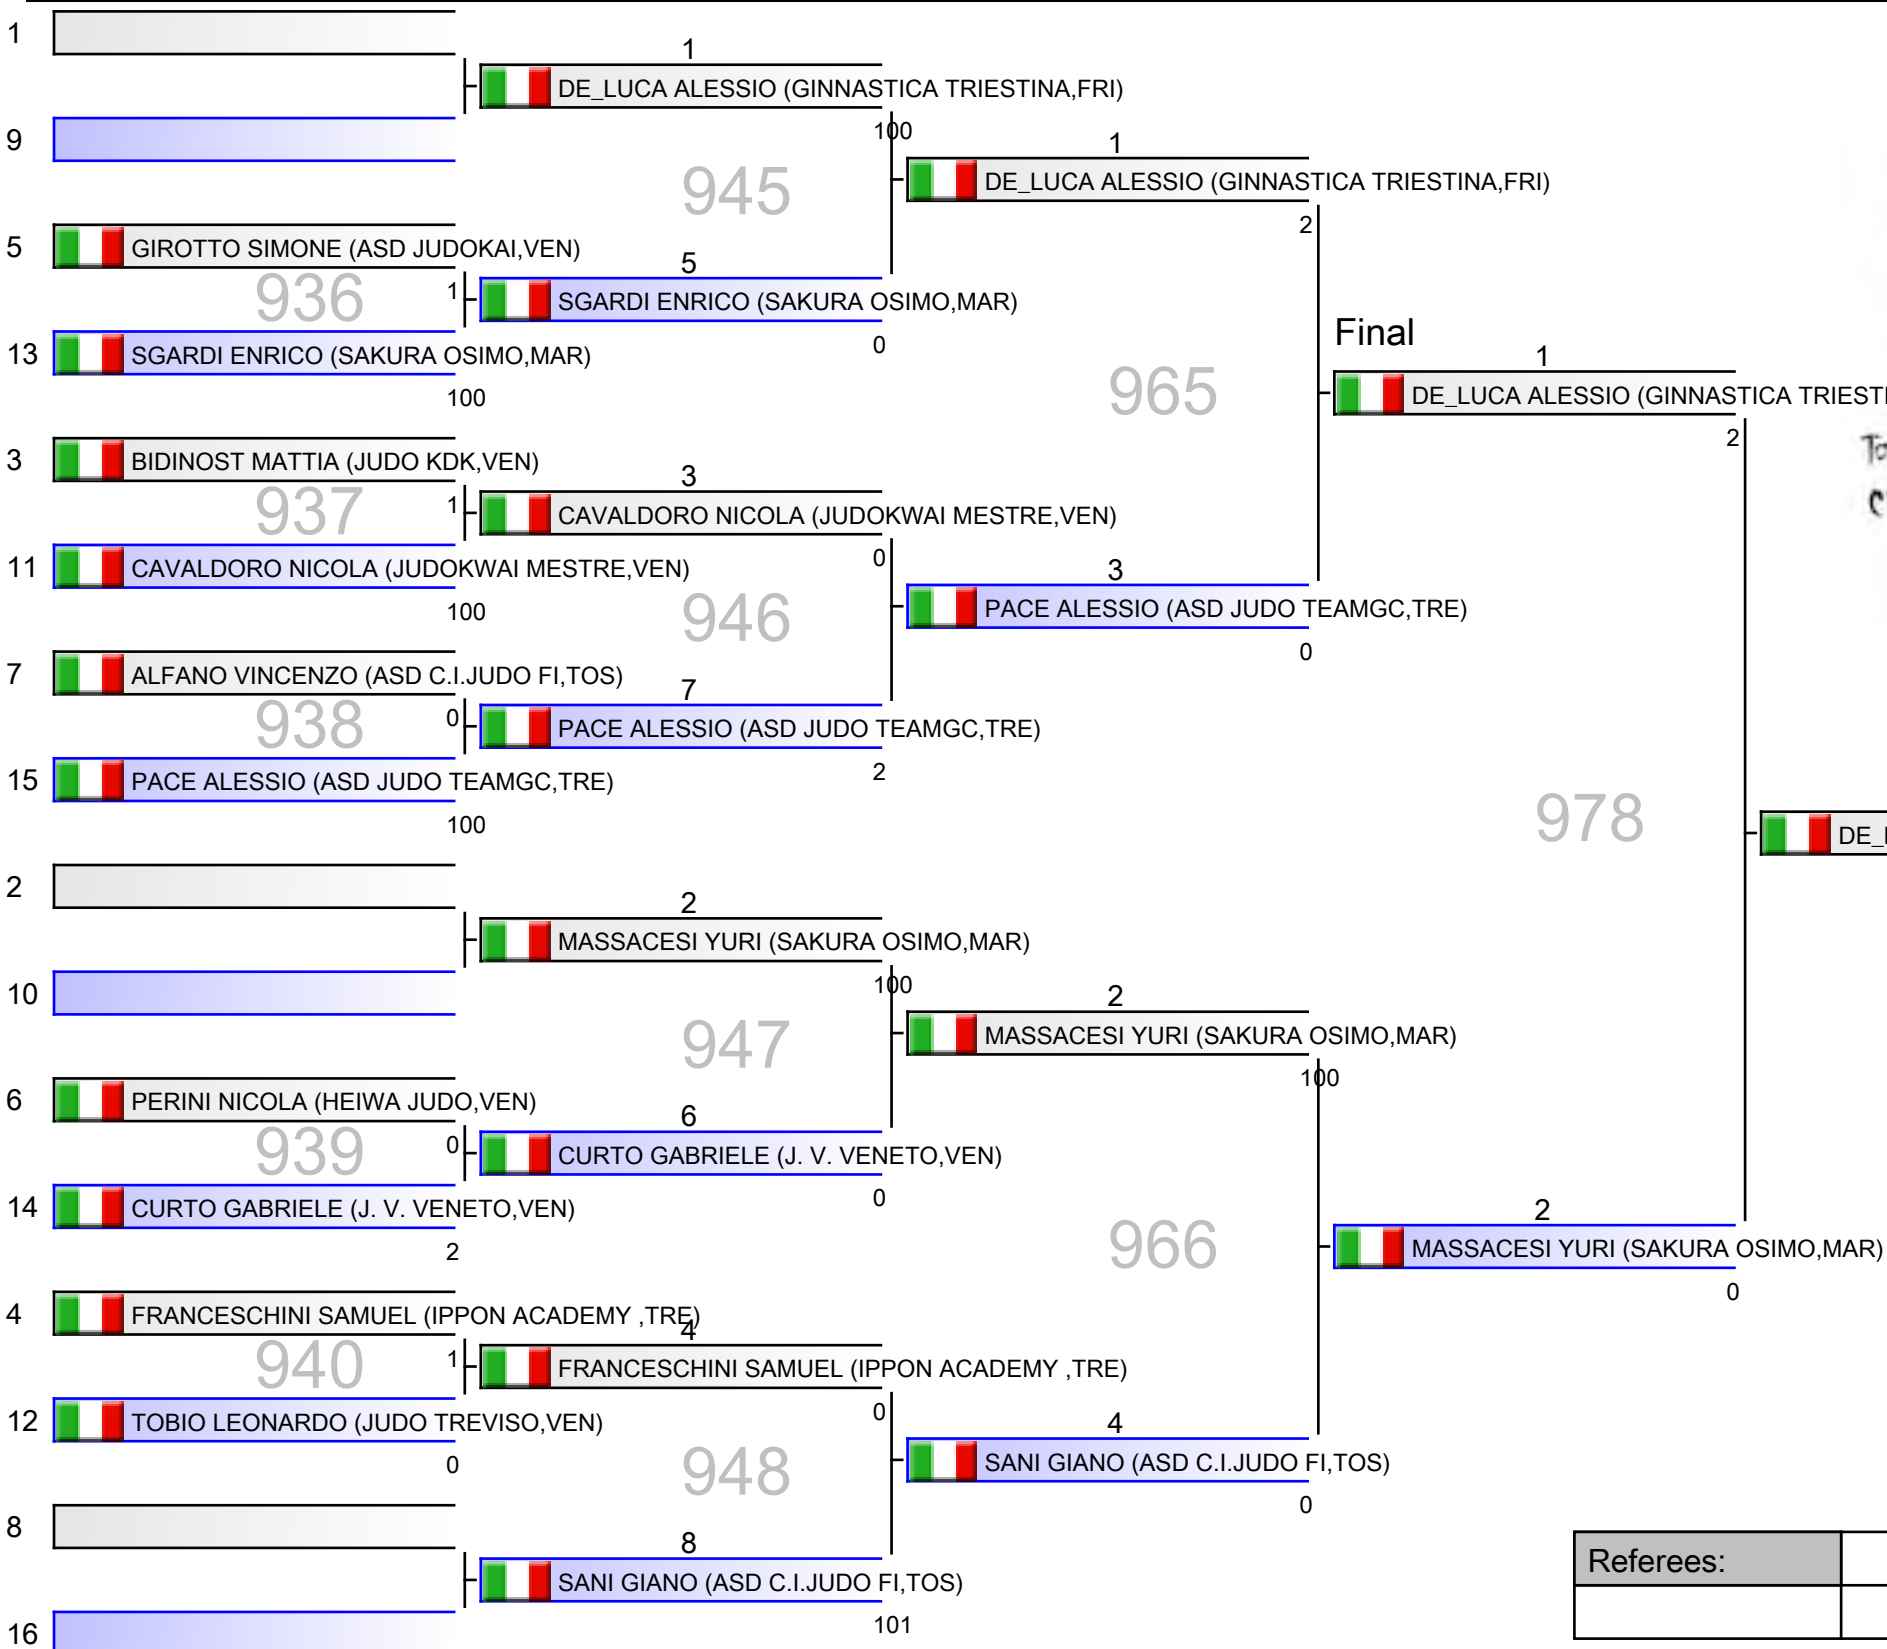 1
1
DE_LUCA ALESSIO (GINNASTICA TRIESTINA,FRI)
100
9
1
DE_LUCA ALESSIO (GINNASTICA TRIESTINA,FRI)
945
2
5
GIROTTO SIMONE (ASD JUDOKAI,VEN)
5
936
1
SGARDI ENRICO (SAKURA OSIMO,MAR)
0
13
SGARDI ENRICO (SAKURA OSIMO,MAR)
100
Final
1
965
DE_LUCA ALESSIO (GINNASTICA TRIEST
2
3
BIDINOST MATTIA (JUDO KDK,VEN)
3
937
1
CAVALDORO NICOLA (JUDOKWAI MESTRE,VEN)
0
11
CAVALDORO NICOLA (JUDOKWAI MESTRE,VEN)
100
3
946
PACE ALESSIO (ASD JUDO TEAMGC,TRE)
0
7
ALFANO VINCENZO (ASD C.I.JUDO FI,TOS)
7
938
0
PACE ALESSIO (ASD JUDO TEAMGC,TRE)
2
15
PACE ALESSIO (ASD JUDO TEAMGC,TRE)
100
978
DE_
2
2
MASSACESI YURI (SAKURA OSIMO,MAR)
100
10
2
947
MASSACESI YURI (SAKURA OSIMO,MAR)
100
6
PERINI NICOLA (HEIWA JUDO,VEN)
6
939
0
CURTO GABRIELE (J. V. VENETO,VEN)
0
14
CURTO GABRIELE (J. V. VENETO,VEN)
2
966
2
MASSACESI YURI (SAKURA OSIMO,MAR)
0
4
FRANCESCHINI SAMUEL (IPPON ACADEMY ,TRE)
4
940
1
FRANCESCHINI SAMUEL (IPPON ACADEMY ,TRE)
0
12
TOBIO LEONARDO (JUDO TREVISO,VEN)
0
4
948
SANI GIANO (ASD C.I.JUDO FI,TOS)
0
8
8
SANI GIANO (ASD C.I.JUDO FI,TOS)
101
16
Referees: